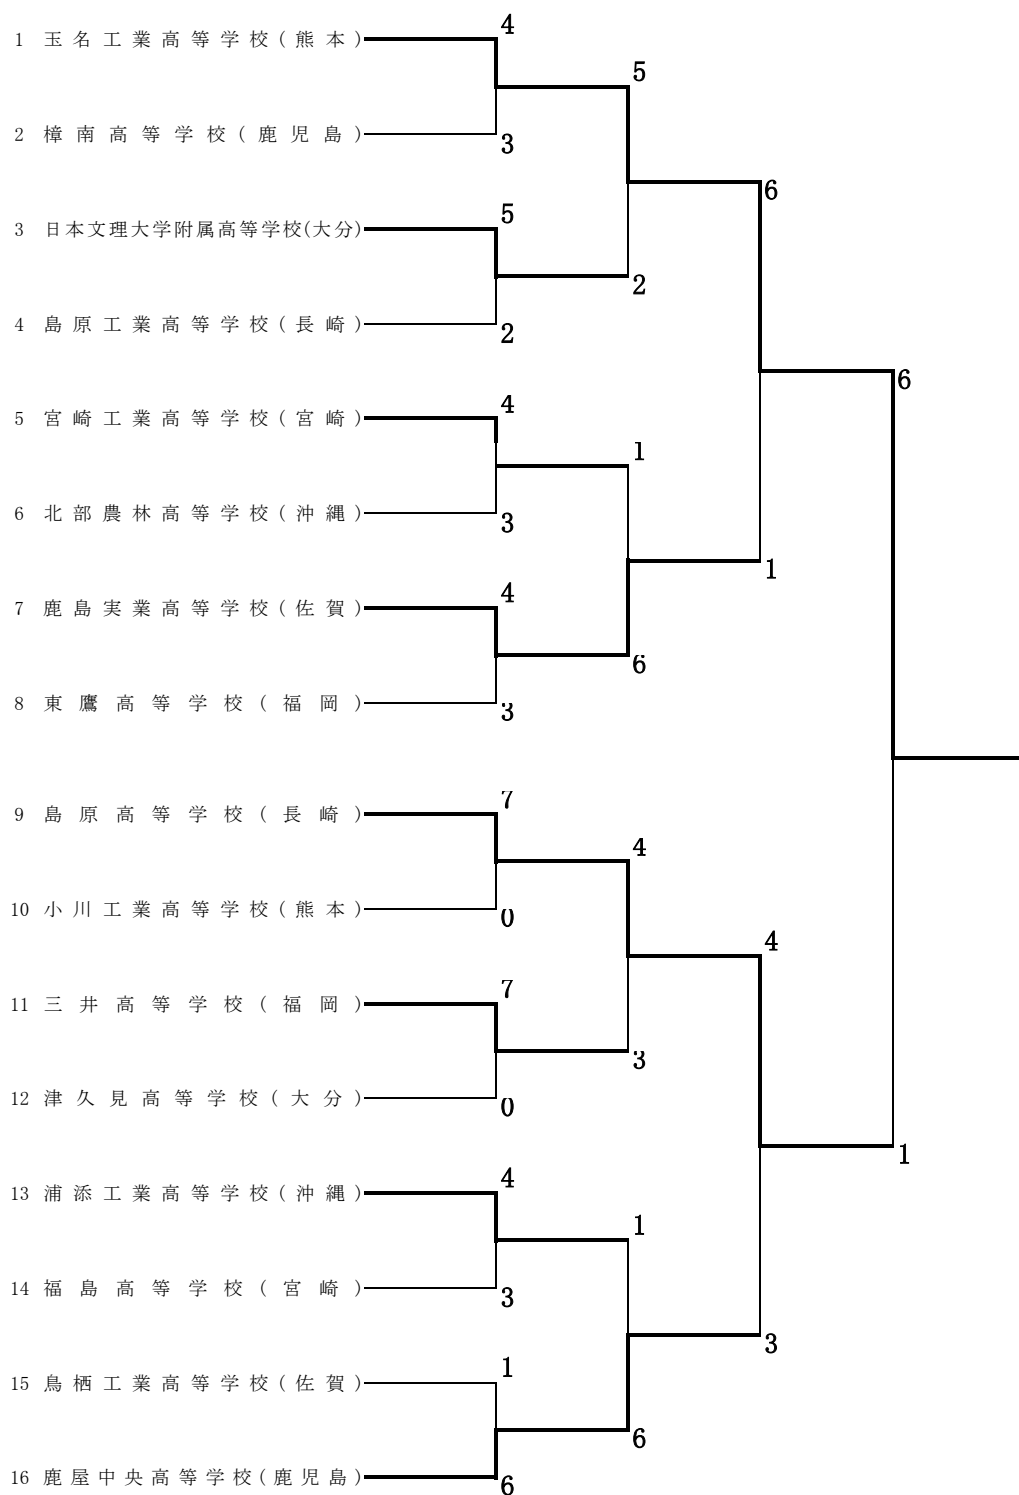 4
1 玉名工業高等学校(熊本)
5
2 樟南高等学校(鹿児島)
3
6
5
3 日本文理大学附属高等学校(大分)
2
4 島原工業高等学校(長崎)
2
6
4
5 宮崎工業高等学校(宮崎)
1
6 北部農林高等学校(沖縄)
3
1
4
7 鹿島実業高等学校(佐賀)
6
8 東鷹高等学校(福岡)
3
7
9 島原高等学校(長崎)
4
10 小川工業高等学校(熊本)
0
4
7
11 三井高等学校(福岡)
3
12 津久見高等学校(大分)
0
1
4
13 浦添工業高等学校(沖縄)
1
14 福島高等学校(宮崎)
3
3
1
15 鳥栖工業高等学校(佐賀)
6
16 鹿屋中央高等学校(鹿児島)
6